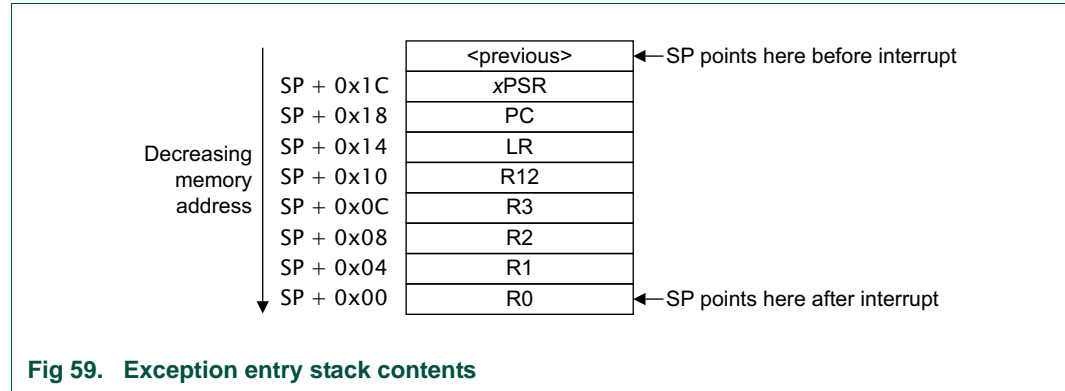 <previous>
SP points here before interrupt
SP + 0x1C
xPSR
SP + 0x18
PC
SP + 0x14
LR
Decreasing
memory
address
SP + 0x10
R12
SP + 0x0C
R3
SP + 0x08
R2
SP + 0x04
R1
SP + 0x00
R0
SP points here after interrupt
Fig 59. Exception entry stack contents